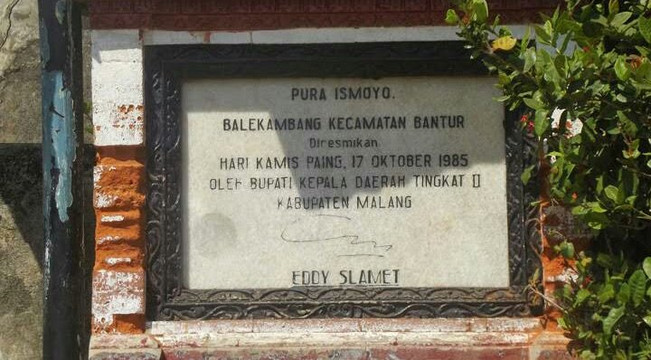 PURA ISMOYO.
BALEKAMBANG KECAMATAN BANTUR
Diresmikan
HARI KAMIS PAING, 17 OKTOBER 1985
OLEH BUPATI KEPALA DAERAH TINGKAT II
KABUPATEN MALANG
EDDY SLAMET